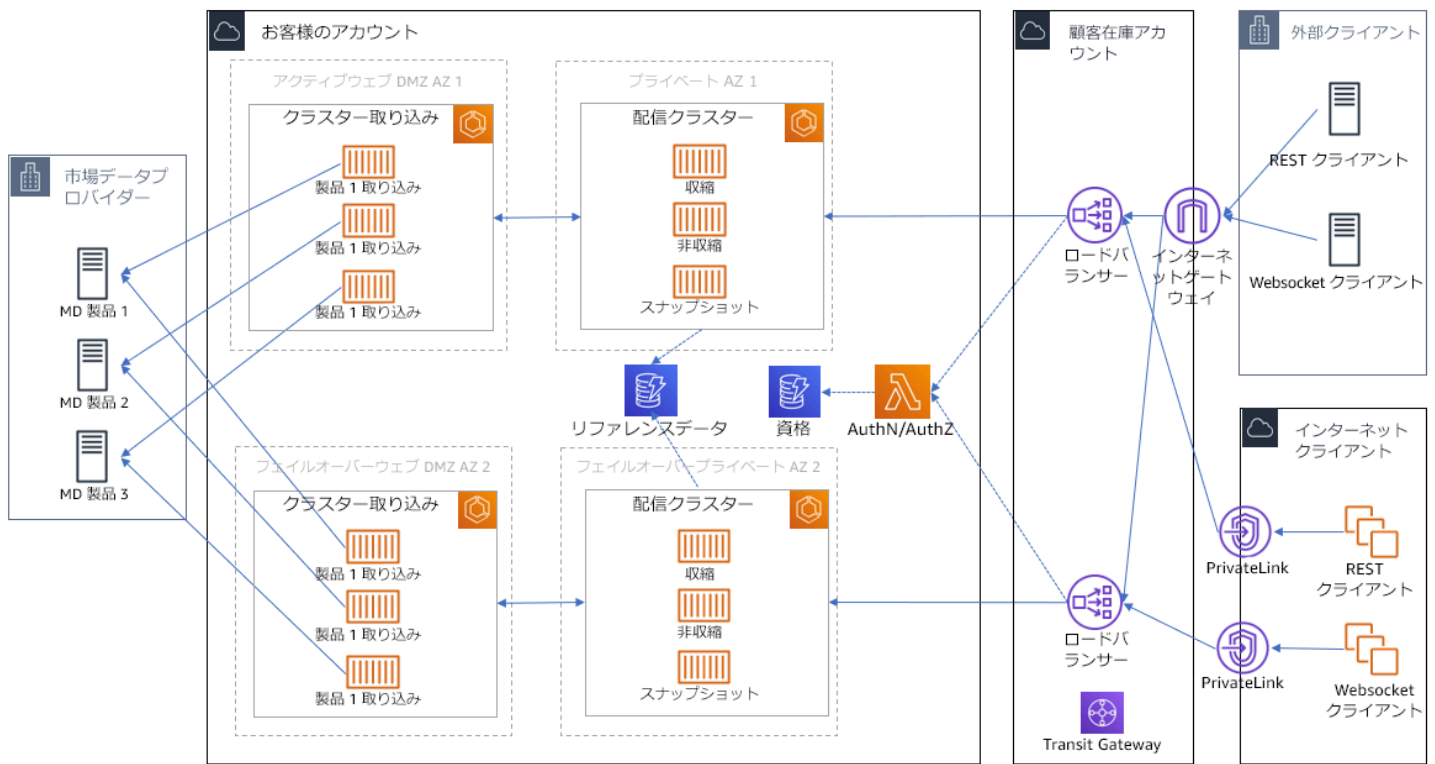 お客様のアカウント
顧客在庫アカ
ウント
外部クライアント
アクティブウェブ DMZ AZ 1
プライベート AZ 1
クラスター取り込み
配信クラスター
市場データプ
ロバイダー
製品 1 取り込み
製品 1 取り込み
製品 1 取り込み
収縮
非収縮
スナップショット
MD 製品 1
MD 製品 2
MD 製品 3
ロードバ
ランサー
インターネ
ットゲート
ウェイ
REST クライアント
Websocket クライアント
リファレンスデータ
資格
AuthN/AuthZ
フェイルオーバーウェブ DMZ AZ 2
フェイルオーバープライベート AZ 2
クラスター取り込み
配信クラスター
製品 1 取り込み
製品 1 取り込み
製品 1 取り込み
収縮
非収縮
スナップショット
ロードバ
ランサー
Transit Gateway
インターネット
クライアント
PrivateLink
REST
クライアント
PrivateLink
Websocket
クライアント